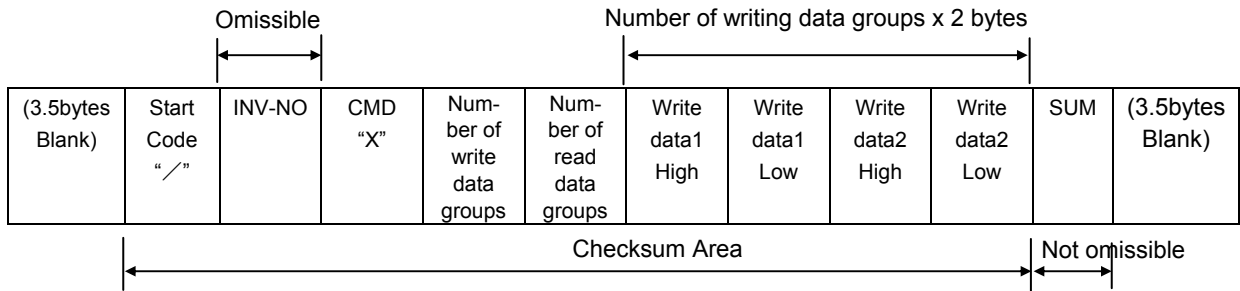 Omissible
Number of writing data groups x 2 bytes
(3.5bytes
Blank)
Start
Code
“／”
INV-NO
CMD
“X”
Num-
ber of
write
data
groups
Num-
ber of
read
data
groups
Write
data1
High
Write
data1
Low
Write
data2
High
Write
data2
Low
SUM
(3.5bytes
Blank)
Checksum Area
Not omissible